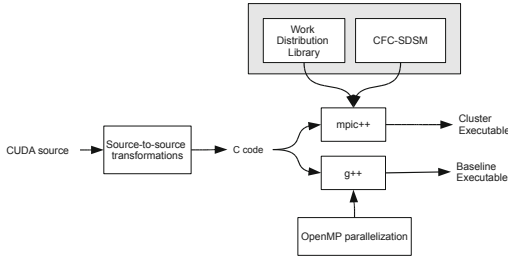 Work
Distribution
Library
CFC-SDSM
mpic++
Cluster
Executable
CUDA source
Source-to-source
transformations
C code
g++
Baseline
Executable
OpenMP parallelization